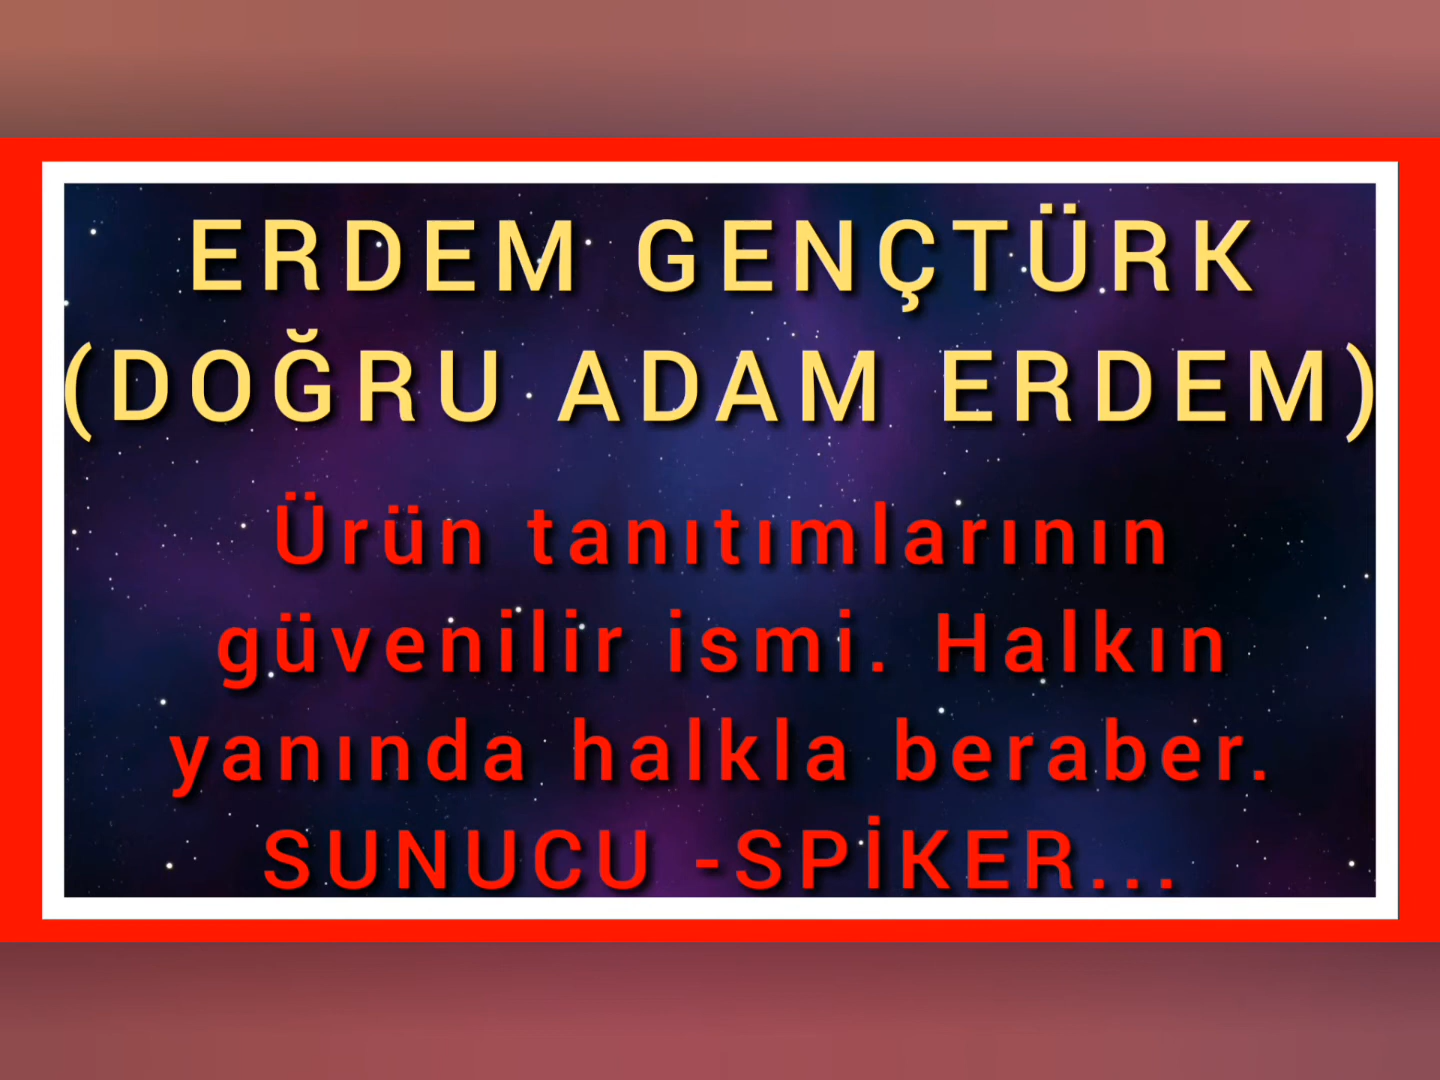 ERDEM GENÇTÜRK
(DOĞRU ADAM ERDEM)
Ürün tanıtımlarının
güvenilir ismi. Halkın
yanında halkla beraber.
SUNUCU -SPİKER...